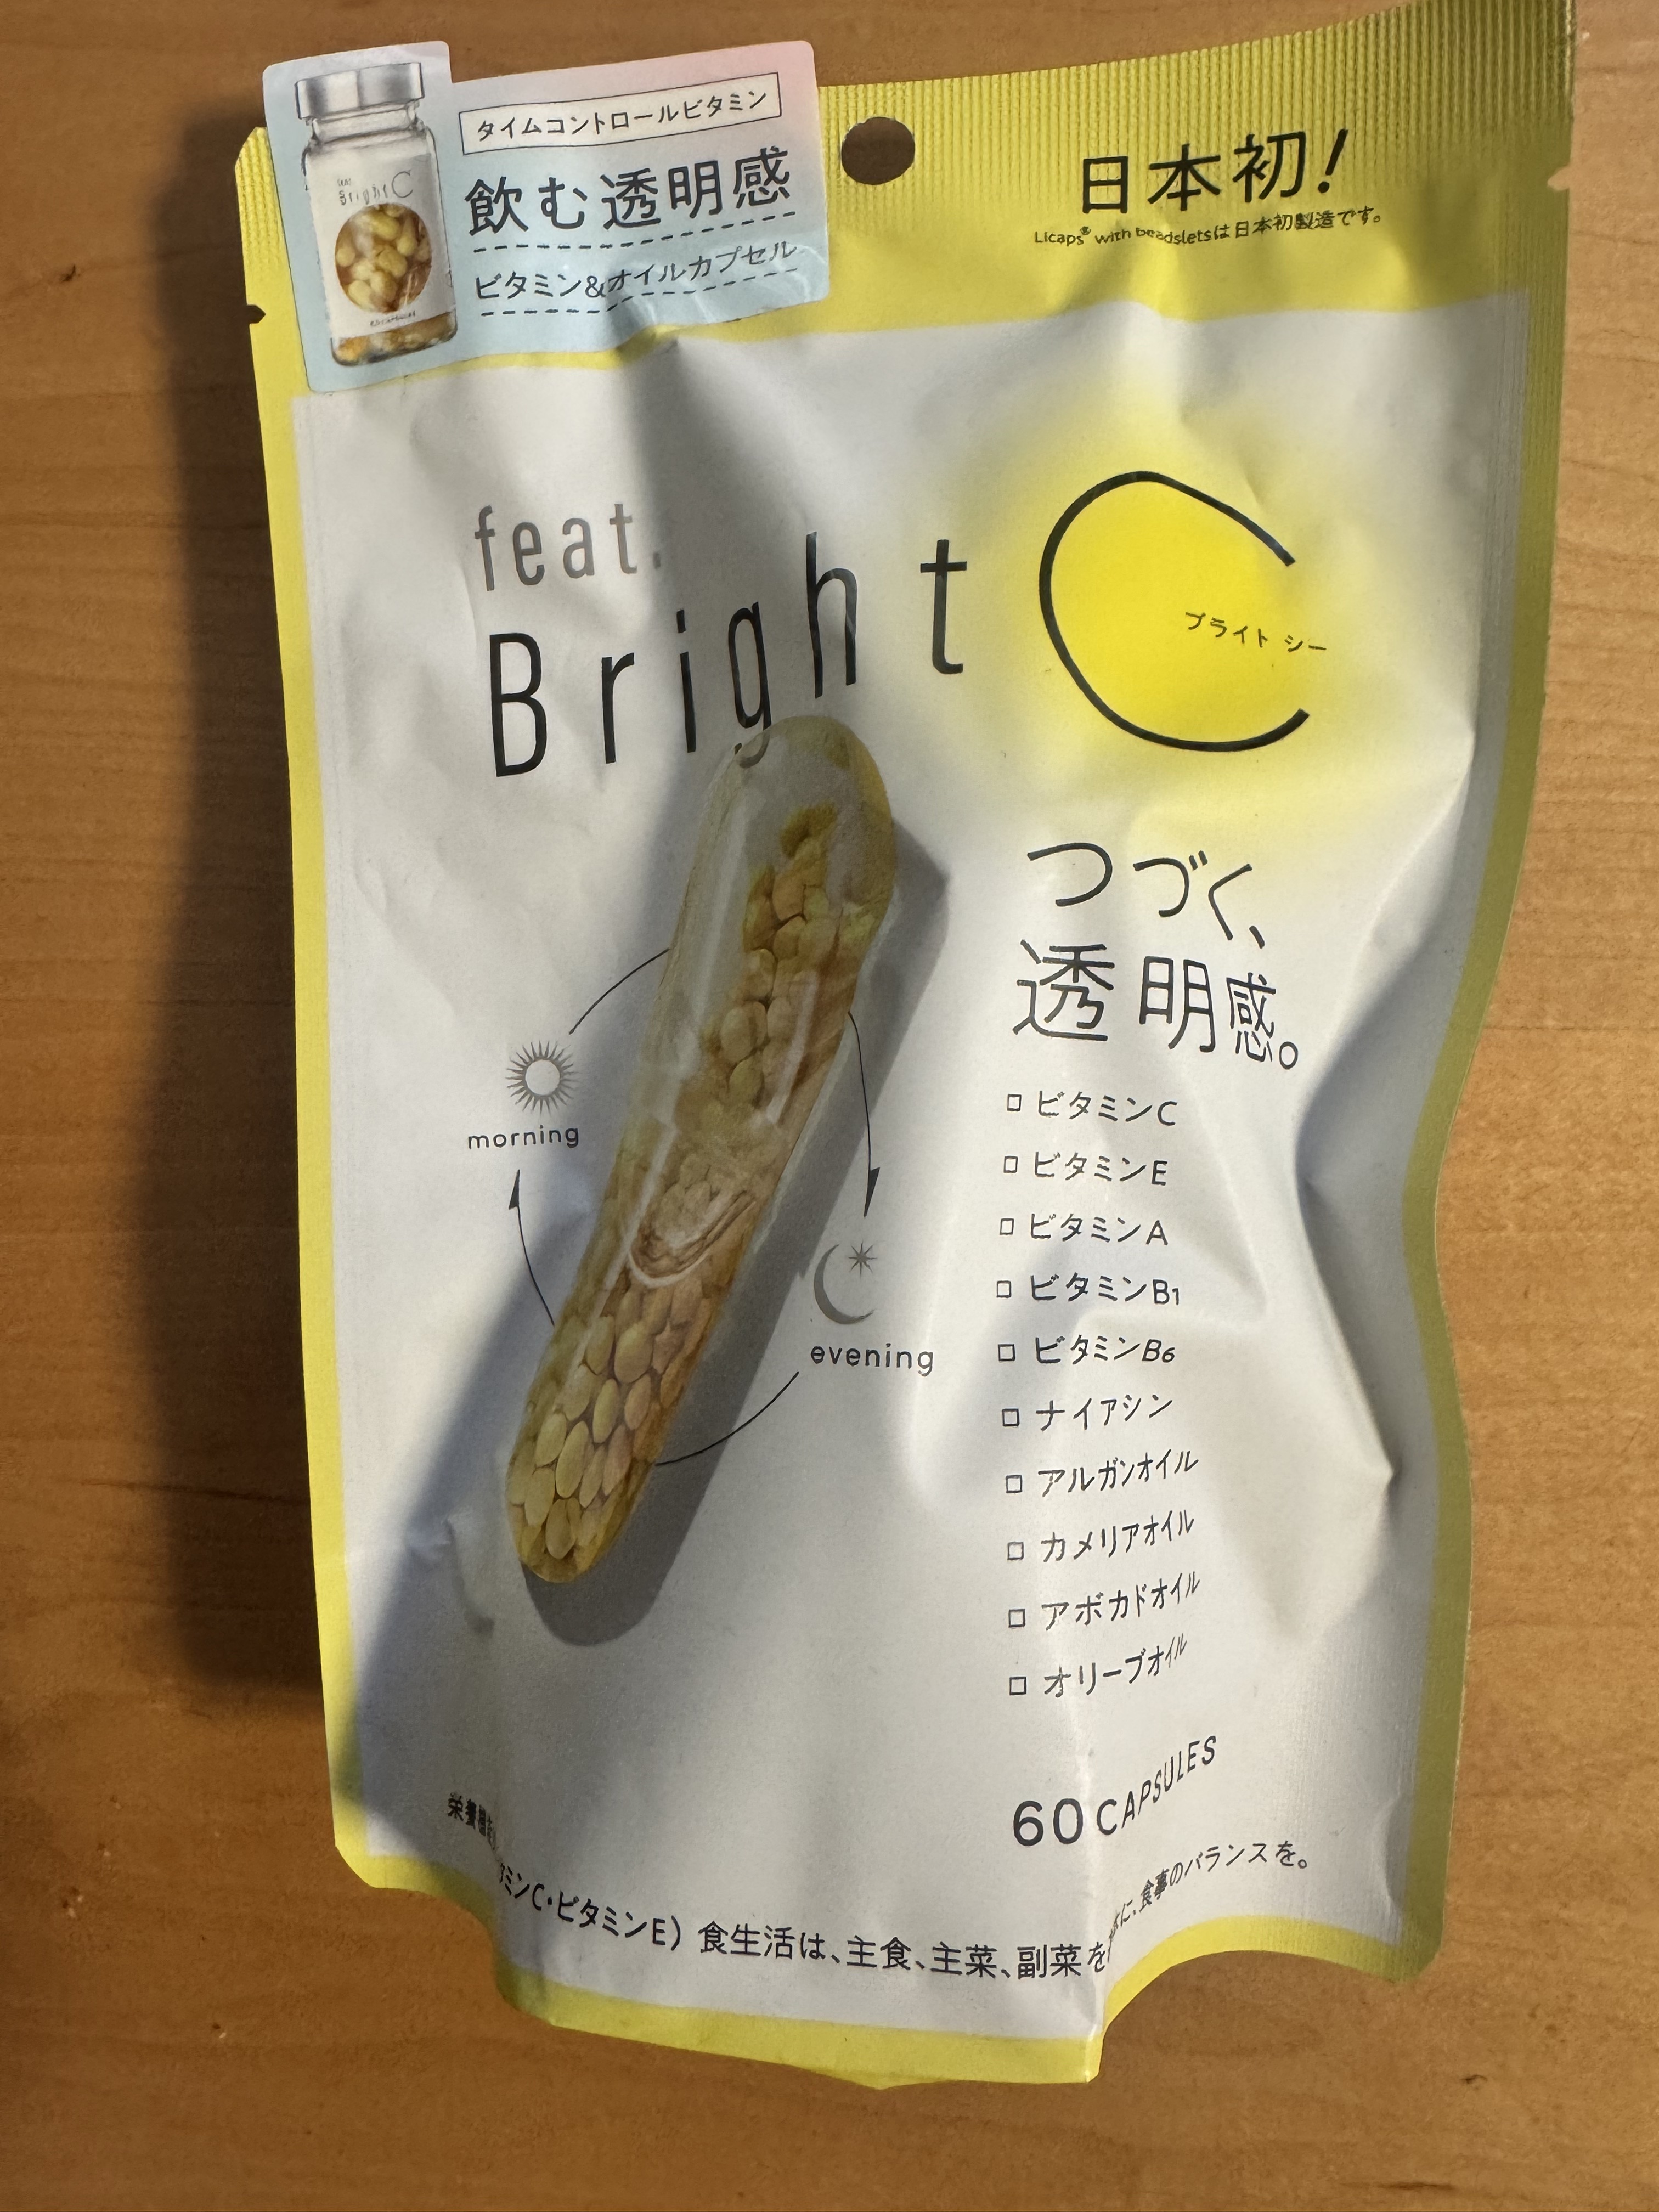 タイムコントロールビタミン
飲む透明感
ビタミン&オイルカプセル
Bright C
日本初!
Licaps® with beadsletsは日本初製造です。
feat.
Bright C
ブライト シー
つづく、
透明感。
morning
evening
□ ビタミンC
□ ビタミンE
□ ビタミンA
□ ビタミンB1
□ ビタミンB6
□ ナイアシン
□ アルガンオイル
□ カメリアオイル
□ アボカドオイル
□ オリーブオイル
60 CAPSULES
栄養機
ミンC・ビタミンE) 食生活は、主食、主菜、副菜を に、食事のバランスを。